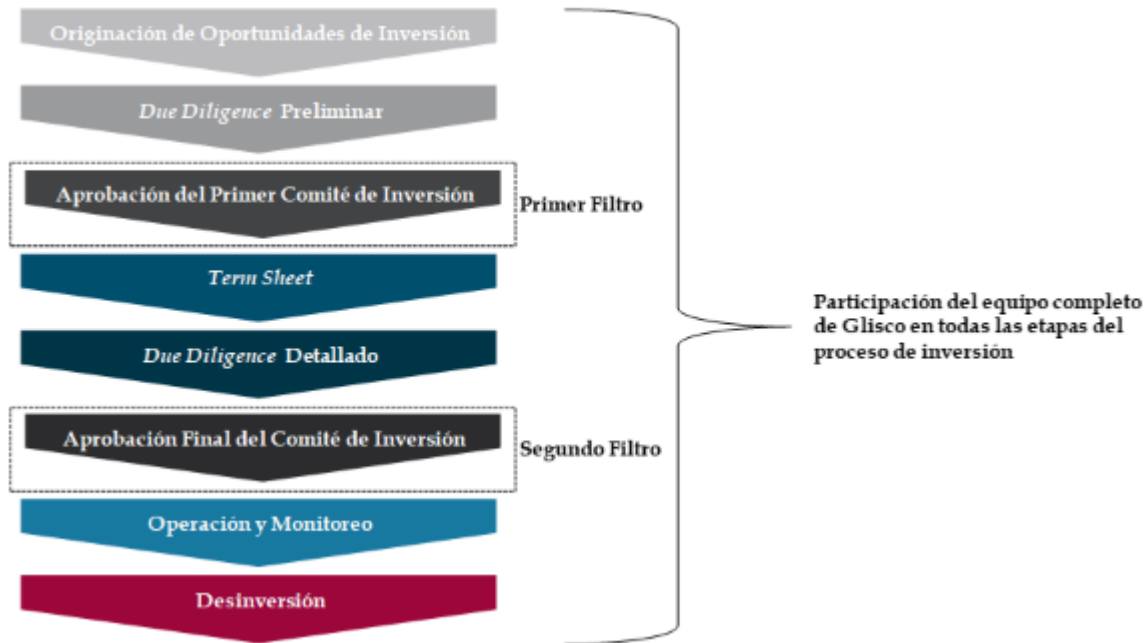 Originación de Oportunidades de Inversión
Due Diligence Preliminar
Aprobación del Primer Comité de Inversión
Primer Filtro
Term Sheet
Due Diligence Detallado
Aprobación Final del Comité de Inversión
Segundo Filtro
Operación y Monitoreo
Desinversión
Participación del equipo completo
de Glisco en todas las etapas del
proceso de inversión